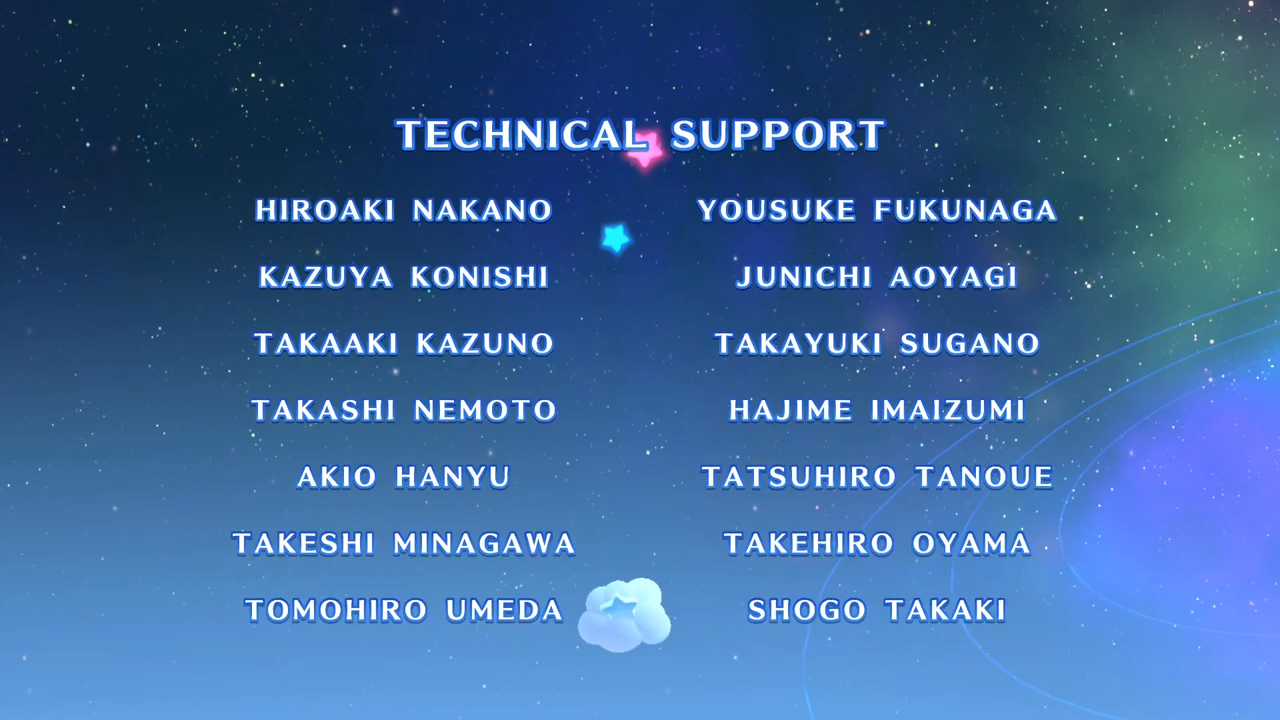 TECHNICAL SUPPORT
HIROAKI NAKANO YOUSUKE FUKUNAGA
KAZUYA KONISHI JUNICHI AOYAGI
TAKAAKI KAZUNO TAKAYUKI SUGANO
TAKASHI NEMOTO HAJIME IMAIZUMI
AKIO HANYU TATSUHIRO TANOUE
TAKESHI MINAGAWA TAKEHIRO OYAMA
TOMOHIRO UMEDA SHOGO TAKAKI